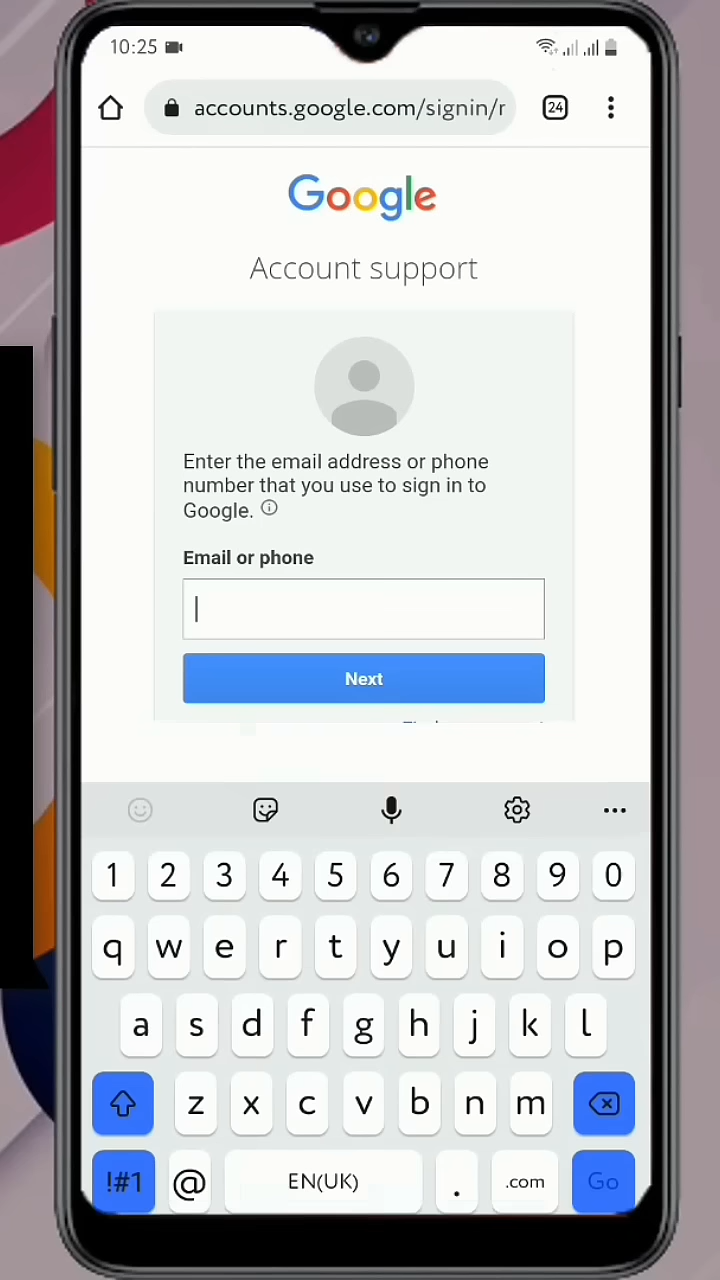 10:25
accounts.google.com/signin/r
24
Google
Account support
Enter the email address or phone
number that you use to sign in to
Google.
Email or phone
Next
1 2 3 4 5 6 7 8 9 0
q w e r t y u i o p
a s d f g h j k l
z x c v b n m
!#1 @ EN(UK) . .com Go